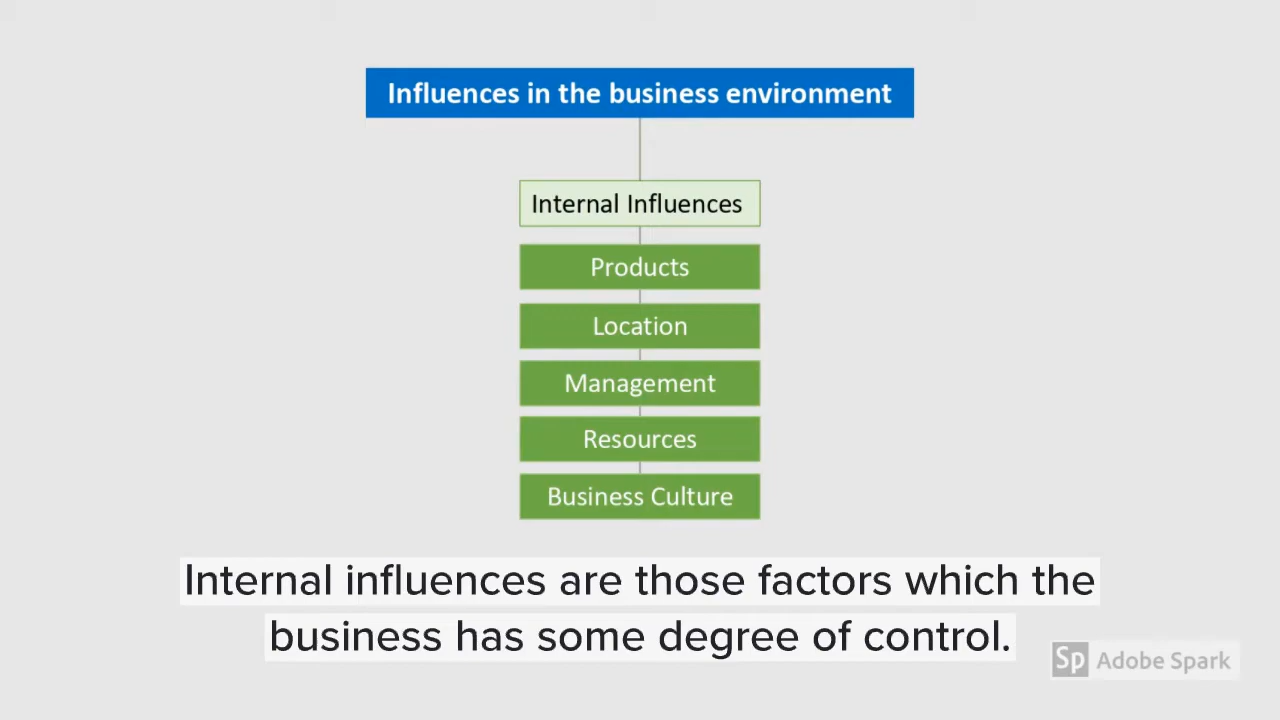 Influences in the business environment
Internal Influences
Products
Location
Management
Resources
Business Culture
Internal influences are those factors which the
business has some degree of control.
Sp Adobe Spark